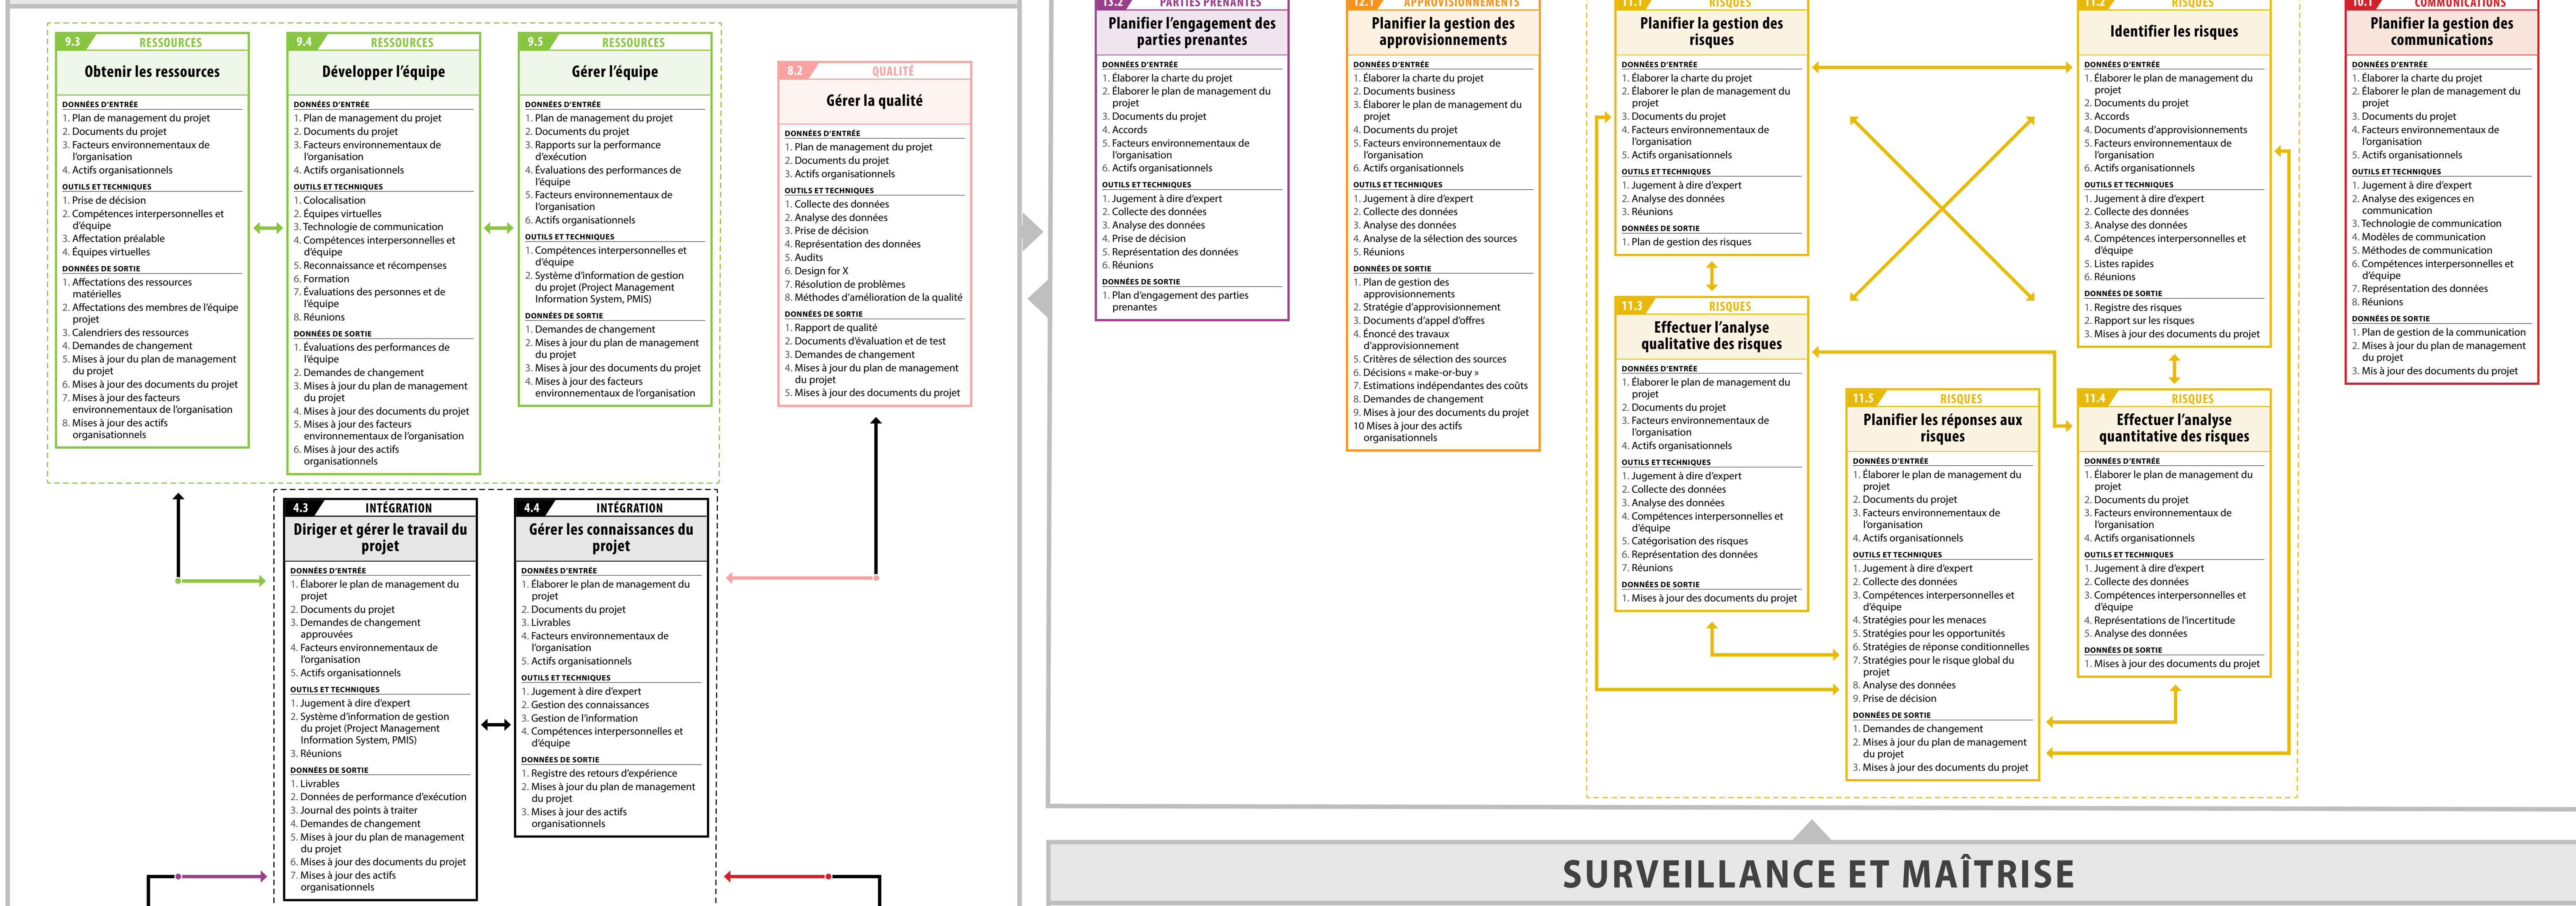 9.3 RESSOURCES
Obtenir les ressources
DONNÉES D’ENTRÉE
1. Plan de management du projet
2. Documents du projet
3. Facteurs environnementaux de
l’organisation
4. Actifs organisationnels
OUTILS ET TECHNIQUES
1. Prise de décision
2. Compétences interpersonnelles et
d’équipe
3. Affectation préalable
4. Équipes virtuelles
DONNÉES DE SORTIE
1. Affectations des ressources
matérielles
2. Affectations des membres de l’équipe
projet
3. Calendriers des ressources
4. Demandes de changement
5. Mises à jour du plan de management
du projet
6. Mises à jour des documents du projet
7. Mises à jour des facteurs
environnementaux de l’organisation
8. Mises à jour des actifs
organisationnels
9.4 RESSOURCES
Développer l’équipe
DONNÉES D’ENTRÉE
1. Plan de management du projet
2. Documents du projet
3. Facteurs environnementaux de
l’organisation
4. Actifs organisationnels
OUTILS ET TECHNIQUES
1. Colocalisation
2. Équipes virtuelles
3. Technologie de communication
4. Compétences interpersonnelles et
d’équipe
5. Reconnaissance et récompenses
6. Formation
7. Évaluations des personnes et de
l’équipe
8. Réunions
DONNÉES DE SORTIE
1. Évaluations des performances de
l’équipe
2. Demandes de changement
3. Mises à jour du plan de management
du projet
4. Mises à jour des documents du projet
5. Mises à jour des facteurs
environnementaux de l’organisation
6. Mises à jour des actifs
organisationnels
9.5 RESSOURCES
Gérer l’équipe
DONNÉES D’ENTRÉE
1. Plan de management du projet
2. Documents du projet
3. Rapports sur la performance
d’exécution
4. Évaluations des performances de
l’équipe
5. Facteurs environnementaux de
l’organisation
6. Actifs organisationnels
OUTILS ET TECHNIQUES
1. Compétences interpersonnelles et
d’équipe
2. Système d’information de gestion
du projet (Project Management
Information System, PMIS)
DONNÉES DE SORTIE
1. Demandes de changement
2. Mises à jour du plan de management
du projet
3. Mises à jour des documents du projet
4. Mises à jour des facteurs
environnementaux de l’organisation
8.2 QUALITÉ
Gérer la qualité
DONNÉES D’ENTRÉE
1. Plan de management du projet
2. Documents du projet
3. Actifs organisationnels
OUTILS ET TECHNIQUES
1. Collecte des données
2. Analyse des données
3. Prise de décision
4. Représentation des données
5. Audits
6. Design for X
7. Résolution de problèmes
8. Méthodes d’amélioration de la qualité
DONNÉES DE SORTIE
1. Rapport de qualité
2. Documents d’évaluation et de test
3. Demandes de changement
4. Mises à jour du plan de management
du projet
5. Mises à jour des documents du projet
4.3 INTÉGRATION
Diriger et gérer le travail du
projet
DONNÉES D’ENTRÉE
1. Élaborer le plan de management du
projet
2. Documents du projet
3. Demandes de changement
approuvées
4. Facteurs environnementaux de
l’organisation
5. Actifs organisationnels
OUTILS ET TECHNIQUES
1. Jugement à dire d’expert
2. Système d’information de gestion
du projet (Project Management
Information System, PMIS)
3. Réunions
DONNÉES DE SORTIE
1. Livrables
2. Données de performance d’exécution
3. Journal des points à traiter
4. Demandes de changement
5. Mises à jour du plan de management
du projet
6. Mises à jour des documents du projet
7. Mises à jour des actifs
organisationnels
4.4 INTÉGRATION
Gérer les connaissances du
projet
DONNÉES D’ENTRÉE
1. Élaborer le plan de management du
projet
2. Documents du projet
3. Livrables
4. Facteurs environnementaux de
l’organisation
5. Actifs organisationnels
OUTILS ET TECHNIQUES
1. Jugement à dire d’expert
2. Gestion des connaissances
3. Gestion de l’information
4. Compétences interpersonnelles et
d’équipe
DONNÉES DE SORTIE
1. Registre des retours d’expérience
2. Mises à jour du plan de management
du projet
3. Mises à jour des actifs
organisationnels
13.2 PARTIES PRENANTES
Planifier l’engagement des
parties prenantes
DONNÉES D’ENTRÉE
1. Élaborer la charte du projet
2. Élaborer le plan de management du
projet
3. Documents du projet
4. Accords
5. Facteurs environnementaux de
l’organisation
6. Actifs organisationnels
OUTILS ET TECHNIQUES
1. Jugement à dire d’expert
2. Collecte des données
3. Analyse des données
4. Prise de décision
5. Représentation des données
6. Réunions
DONNÉES DE SORTIE
1. Plan d’engagement des parties
prenantes
12.1 APPROVISIONNEMENTS
Planifier la gestion des
approvisionnements
DONNÉES D’ENTRÉE
1. Élaborer la charte du projet
2. Documents business
3. Élaborer le plan de management du
projet
4. Documents du projet
5. Facteurs environnementaux de
l’organisation
6. Actifs organisationnels
OUTILS ET TECHNIQUES
1. Jugement à dire d’expert
2. Collecte des données
3. Analyse des données
4. Analyse de la sélection des sources
5. Réunions
DONNÉES DE SORTIE
1. Plan de gestion des
approvisionnements
2. Stratégie d’approvisionnement
3. Documents d’appel d’offres
4. Énoncé des travaux
d’approvisionnement
5. Critères de sélection des sources
6. Décisions « make-or-buy »
7. Estimations indépendantes des coûts
8. Demandes de changement
9. Mises à jour des documents du projet
10 Mises à jour des actifs
organisationnels
11.1 RISQUES
Planifier la gestion des
risques
DONNÉES D’ENTRÉE
1. Élaborer la charte du projet
2. Élaborer le plan de management du
projet
3. Documents du projet
4. Facteurs environnementaux de
l’organisation
5. Actifs organisationnels
OUTILS ET TECHNIQUES
1. Jugement à dire d’expert
2. Analyse des données
3. Réunions
DONNÉES DE SORTIE
1. Plan de gestion des risques
11.3 RISQUES
Effectuer l’analyse
qualitative des risques
DONNÉES D’ENTRÉE
1. Élaborer le plan de management du
projet
2. Documents du projet
3. Facteurs environnementaux de
l’organisation
4. Actifs organisationnels
OUTILS ET TECHNIQUES
1. Jugement à dire d’expert
2. Collecte des données
3. Analyse des données
4. Compétences interpersonnelles et
d’équipe
5. Catégorisation des risques
6. Représentation des données
7. Réunions
DONNÉES DE SORTIE
1. Mises à jour des documents du projet
11.5 RISQUES
Planifier les réponses aux
risques
DONNÉES D’ENTRÉE
1. Élaborer le plan de management du
projet
2. Documents du projet
3. Facteurs environnementaux de
l’organisation
4. Actifs organisationnels
OUTILS ET TECHNIQUES
1. Jugement à dire d’expert
2. Collecte des données
3. Compétences interpersonnelles et
d’équipe
4. Stratégies pour les menaces
5. Stratégies pour les opportunités
6. Stratégies de réponse conditionnelles
7. Stratégies pour le risque global du
projet
8. Analyse des données
9. Prise de décision
DONNÉES DE SORTIE
1. Demandes de changement
2. Mises à jour du plan de management
du projet
3. Mises à jour des documents du projet
11.2 RISQUES
Identifier les risques
DONNÉES D’ENTRÉE
1. Élaborer le plan de management du
projet
2. Documents du projet
3. Accords
4. Documents d’approvisionnements
5. Facteurs environnementaux de
l’organisation
6. Actifs organisationnels
OUTILS ET TECHNIQUES
1. Jugement à dire d’expert
2. Collecte des données
3. Analyse des données
4. Compétences interpersonnelles et
d’équipe
5. Listes rapides
6. Réunions
DONNÉES DE SORTIE
1. Registre des risques
2. Rapport sur les risques
3. Mises à jour des documents du projet
11.4 RISQUES
Effectuer l’analyse
quantitative des risques
DONNÉES D’ENTRÉE
1. Élaborer le plan de management du
projet
2. Documents du projet
3. Facteurs environnementaux de
l’organisation
4. Actifs organisationnels
OUTILS ET TECHNIQUES
1. Jugement à dire d’expert
2. Collecte des données
3. Compétences interpersonnelles et
d’équipe
4. Représentations de l’incertitude
5. Analyse des données
DONNÉES DE SORTIE
1. Mises à jour des documents du projet
10.1 COMMUNICATIONS
Planifier la gestion des
communications
DONNÉES D’ENTRÉE
1. Élaborer la charte du projet
2. Élaborer le plan de management du
projet
3. Documents du projet
4. Facteurs environnementaux de
l’organisation
5. Actifs organisationnels
OUTILS ET TECHNIQUES
1. Jugement à dire d’expert
2. Analyse des exigences en
communication
3. Technologie de communication
4. Modèles de communication
5. Méthodes de communication
6. Compétences interpersonnelles et
d’équipe
7. Représentation des données
8. Réunions
DONNÉES DE SORTIE
1. Plan de gestion de la communication
2. Mises à jour du plan de management
du projet
3. Mis à jour des documents du projet
SURVEILLANCE ET MAÎTRISE